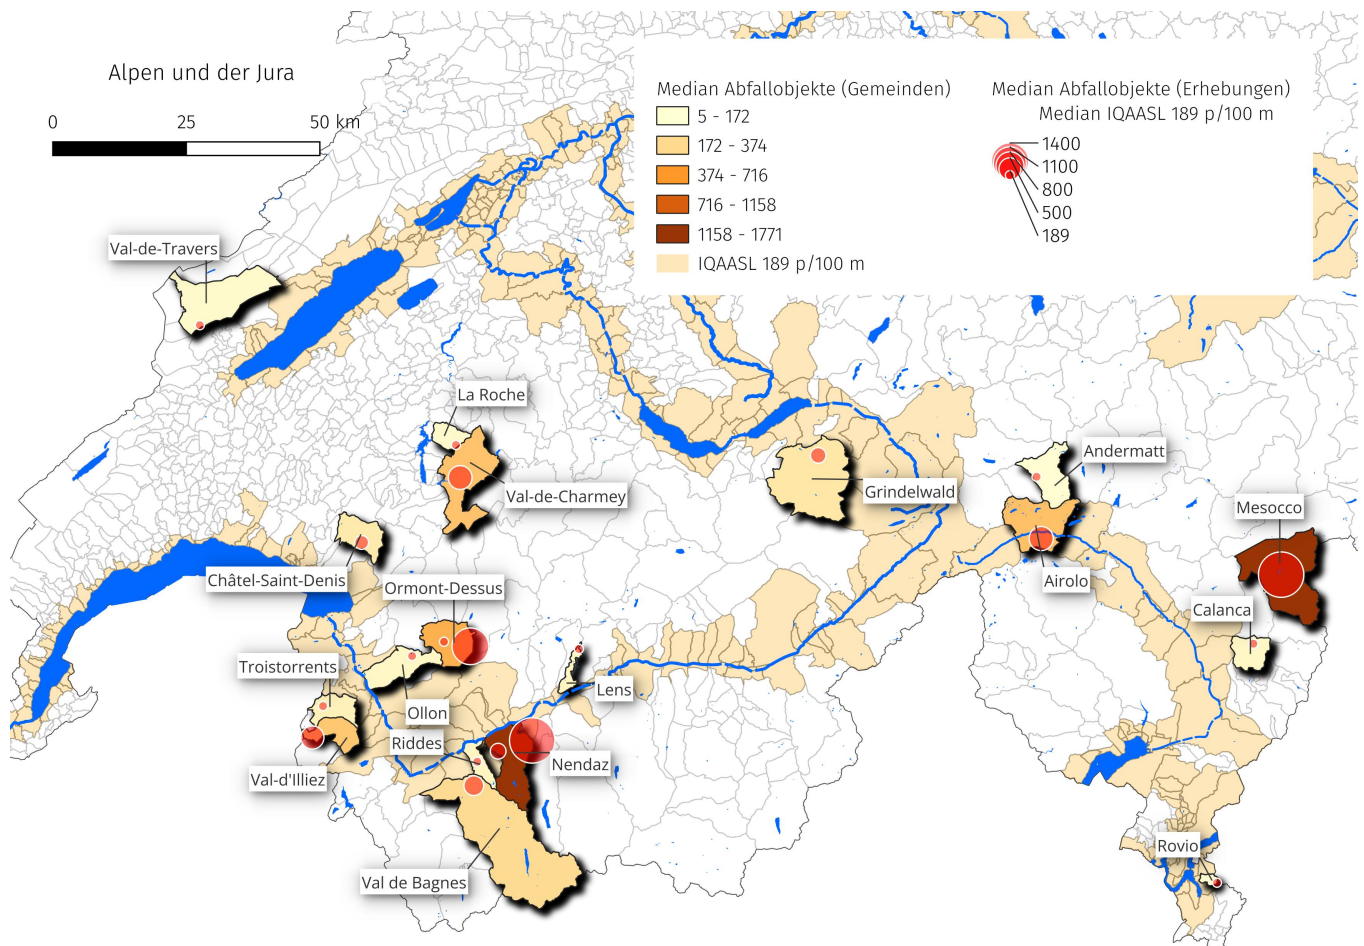 Alpen und der Jura
0 25 50 km
Median Abfallobjekte (Gemeinden)
5 - 172
172 - 374
374 - 716
716 - 1158
1158 - 1771
IQAASL 189 p/100 m
Median Abfallobjekte (Erhebungen)
Median IQAASL 189 p/100 m
1400
1100
800
500
189
Val-de-Travers
La Roche
Val-de-Charmey
Grindelwald
Andermatt
Mesocco
Châtel-Saint-Denis
Ormont-Dessus
Airolo
Calanca
Troistorrents
Lens
Ollon
Riddes
Nendaz
Val-d'Illiez
Rovio
Val de Bagnes